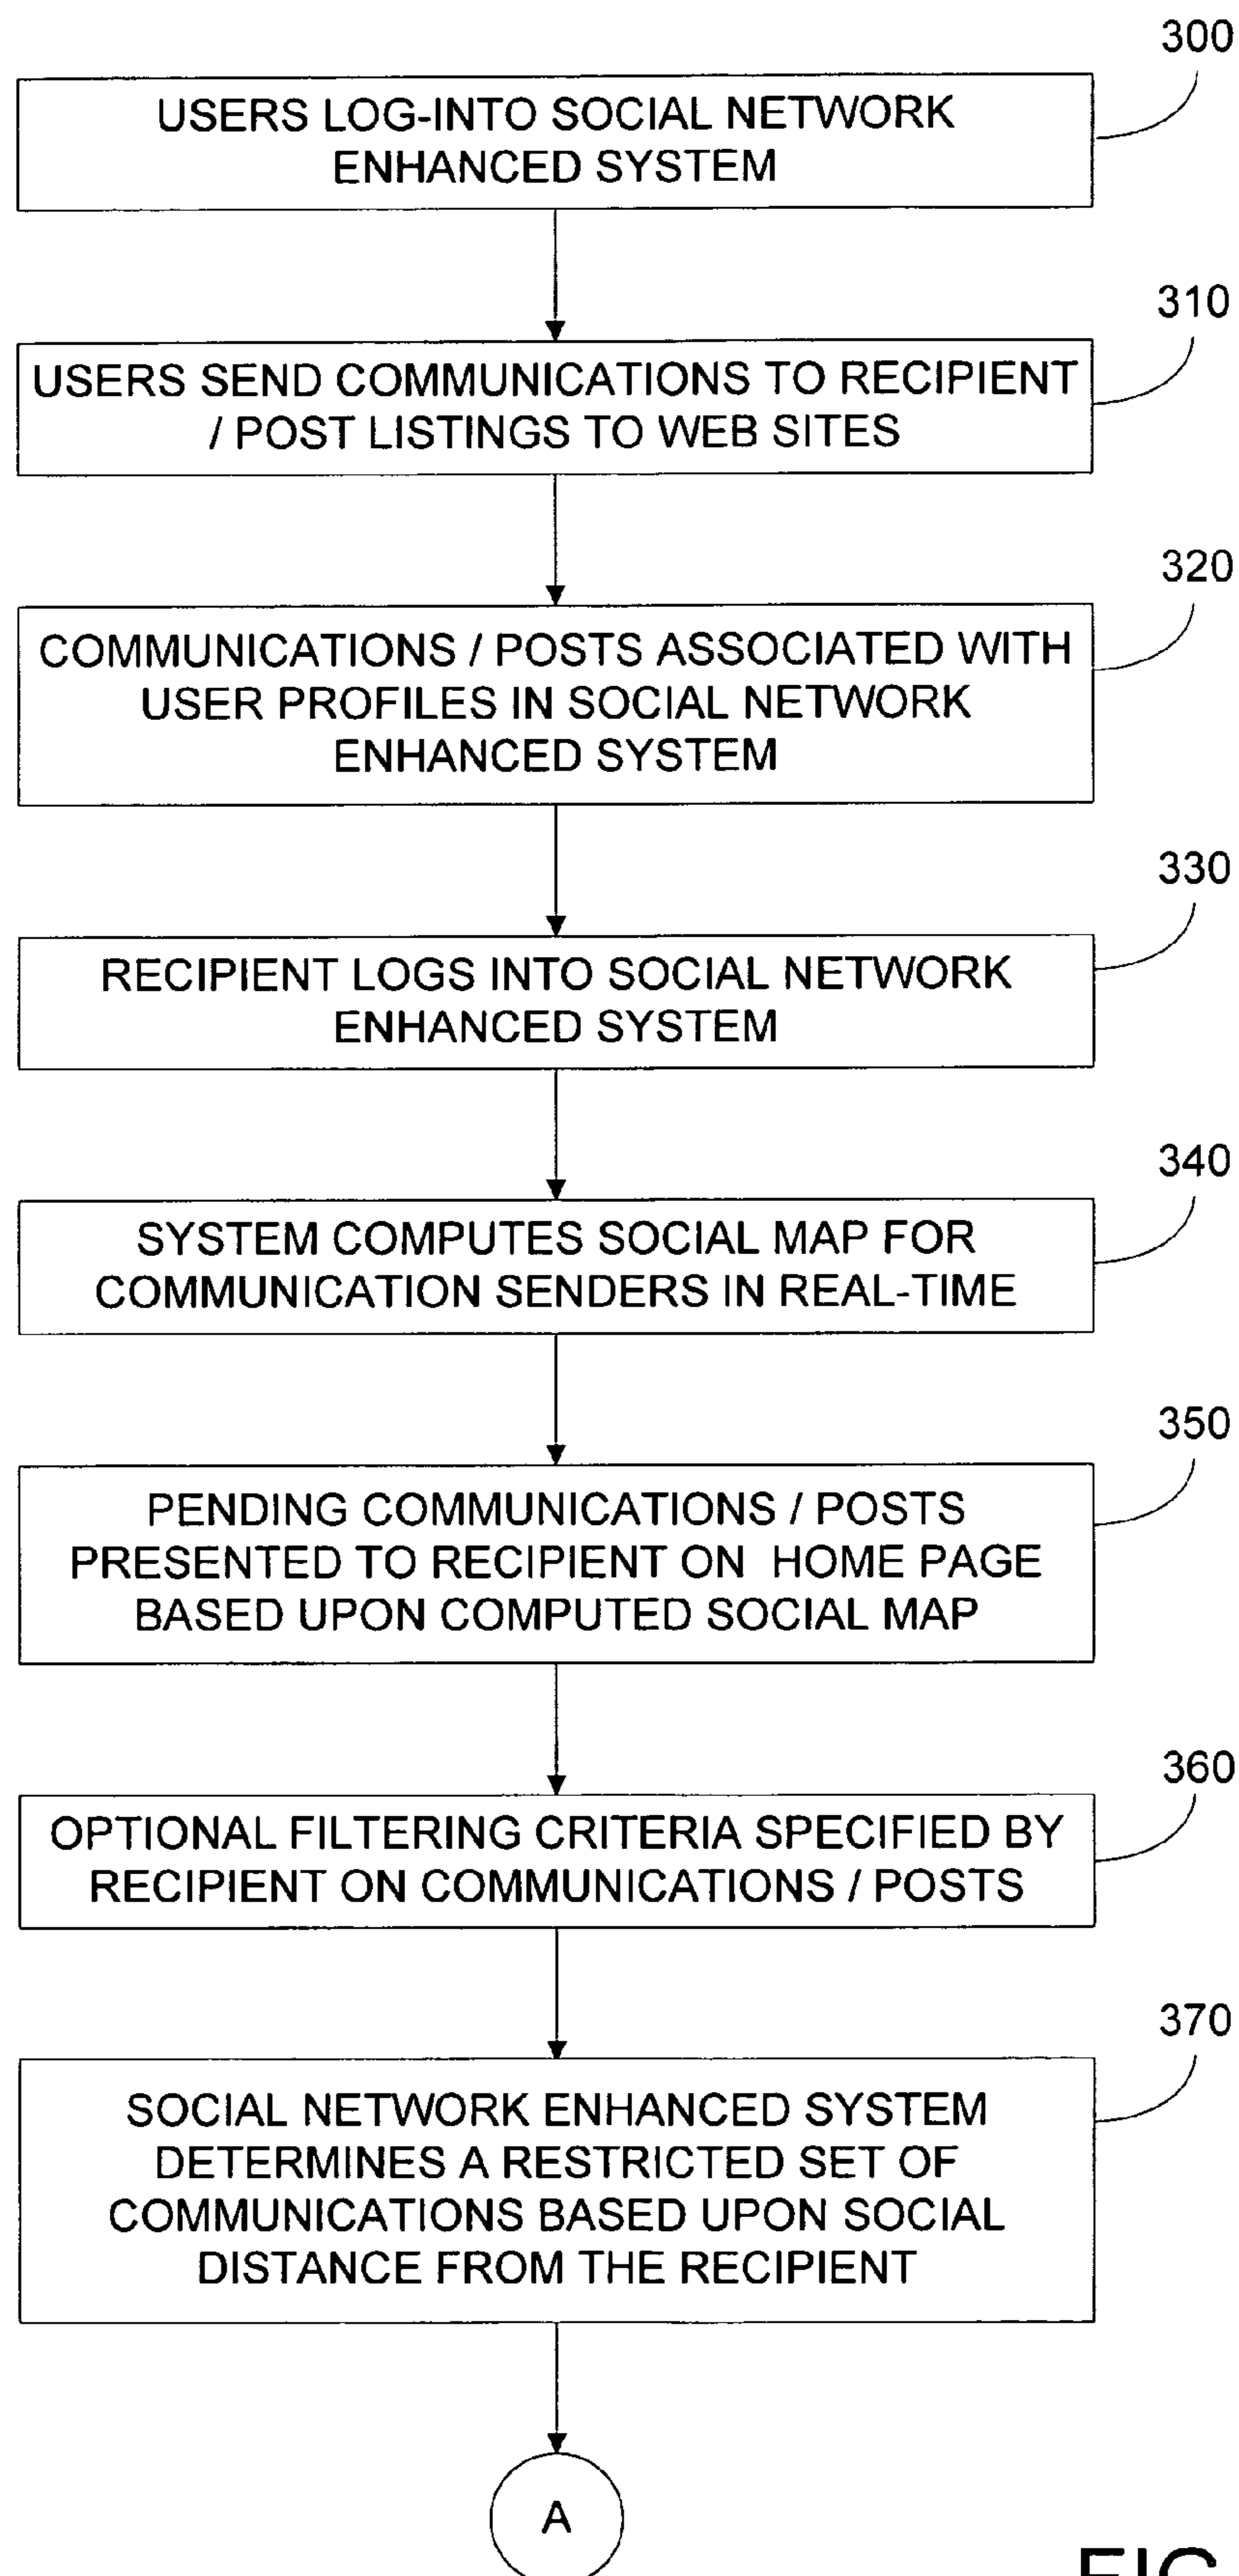 300
USERS LOG-INTO SOCIAL NETWORK
ENHANCED SYSTEM
310
USERS SEND COMMUNICATIONS TO RECIPIENT
/ POST LISTINGS TO WEB SITES
320
COMMUNICATIONS / POSTS ASSOCIATED WITH
USER PROFILES IN SOCIAL NETWORK
ENHANCED SYSTEM
330
RECIPIENT LOGS INTO SOCIAL NETWORK
ENHANCED SYSTEM
340
SYSTEM COMPUTES SOCIAL MAP FOR
COMMUNICATION SENDERS IN REAL-TIME
350
PENDING COMMUNICATIONS / POSTS
PRESENTED TO RECIPIENT ON HOME PAGE
BASED UPON COMPUTED SOCIAL MAP
360
OPTIONAL FILTERING CRITERIA SPECIFIED BY
RECIPIENT ON COMMUNICATIONS / POSTS
370
SOCIAL NETWORK ENHANCED SYSTEM
DETERMINES A RESTRICTED SET OF
COMMUNICATIONS BASED UPON SOCIAL
DISTANCE FROM THE RECIPIENT
A
FIG